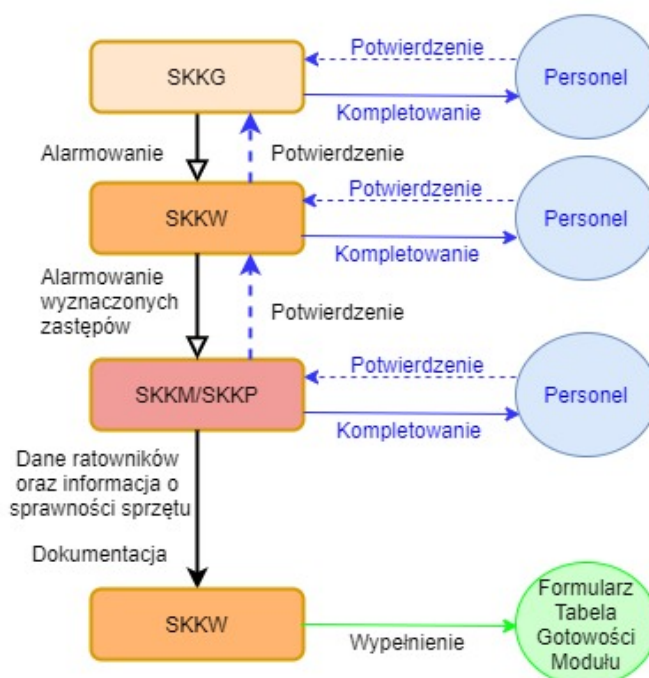 Potwierdzenie
SKKG
Personel
Kompletowanie
Alarmowanie
Potwierdzenie
Potwierdzenie
SKKW
Personel
Kompletowanie
Alarmowanie
wyznaczonych
zastępów
Potwierdzenie
Potwierdzenie
SKKM/SKKP
Personel
Kompletowanie
Dane ratowników
oraz informacja o
sprawności sprzętu
Dokumentacja
SKKW
Wypełnienie
Formularz
Tabela
Gotowości
Modułu